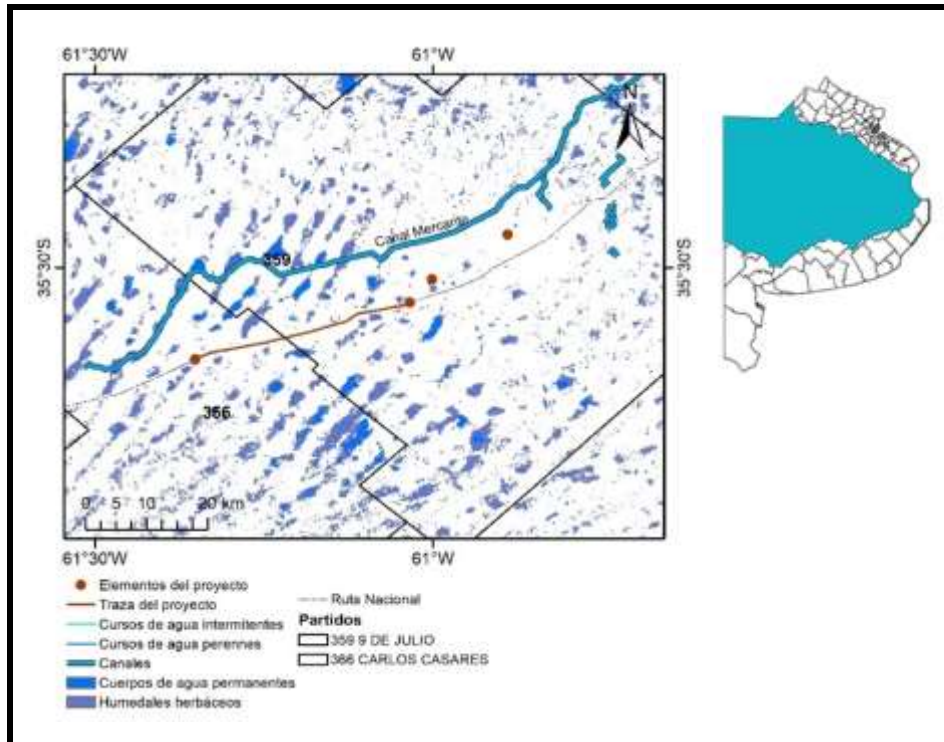 61°30'W
61°W
N
Canal Mercante
359
35°30'S
35°30'S
366
0 5 10 20 km
61°30'W
61°W
Elementos del proyecto
Traza del proyecto
Cursos de agua intermitentes
Cursos de agua perennes
Canales
Cuerpos de agua permanentes
Humedales herbáceos
Ruta Nacional
Partidos
359 9 DE JULIO
366 CARLOS CASARES